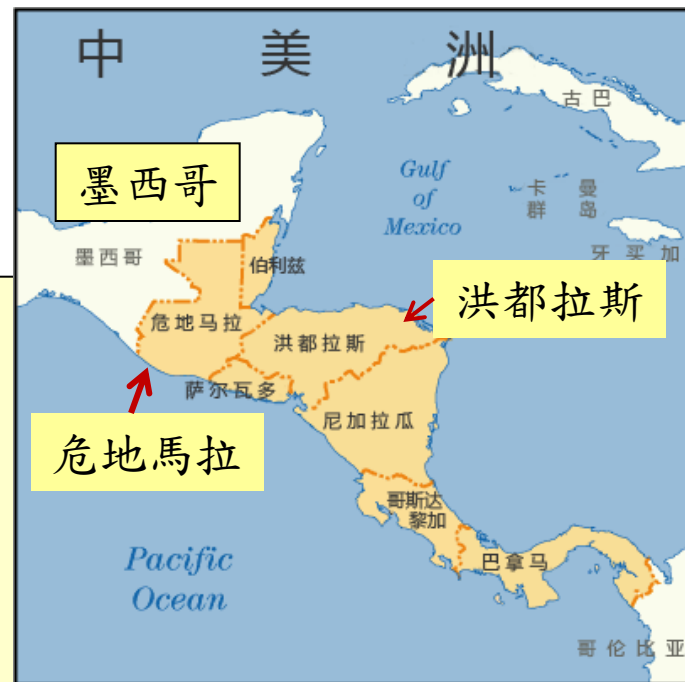 中美洲
古巴
墨西哥
Gulf
of
Mexico
卡曼
群岛
墨西哥
伯利兹
牙买加
洪都拉斯
危地马拉
洪都拉斯
萨尔瓦多
尼加拉瓜
危地馬拉
哥斯达
黎加
巴拿马
Pacific
Ocean
哥伦比亚